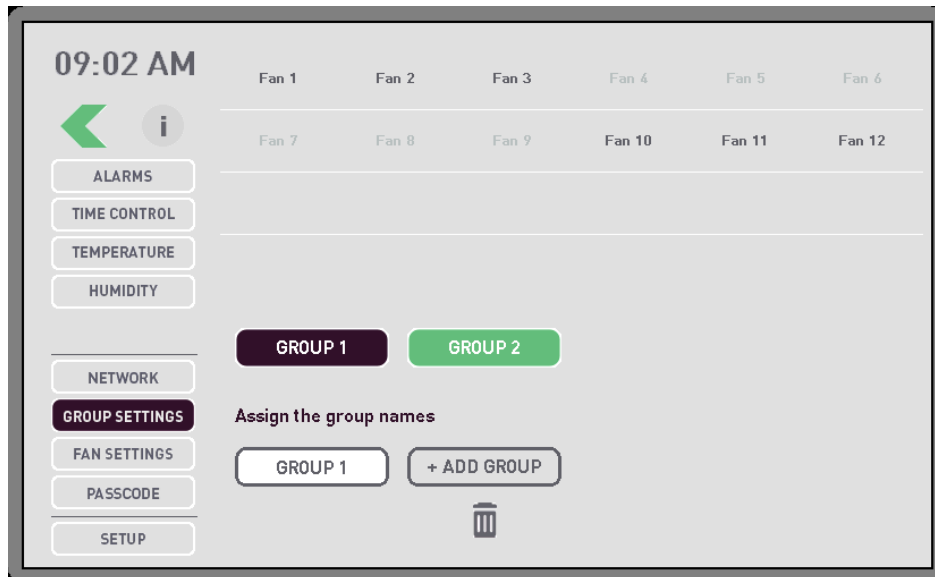 09:02 AM
i
ALARMS
TIME CONTROL
TEMPERATURE
HUMIDITY
NETWORK
GROUP SETTINGS
FAN SETTINGS
PASSCODE
SETUP
Fan 1 Fan 2 Fan 3 Fan 4 Fan 5 Fan 6
Fan 7 Fan 8 Fan 9 Fan 10 Fan 11 Fan 12
GROUP 1 GROUP 2
Assign the group names
GROUP 1 + ADD GROUP